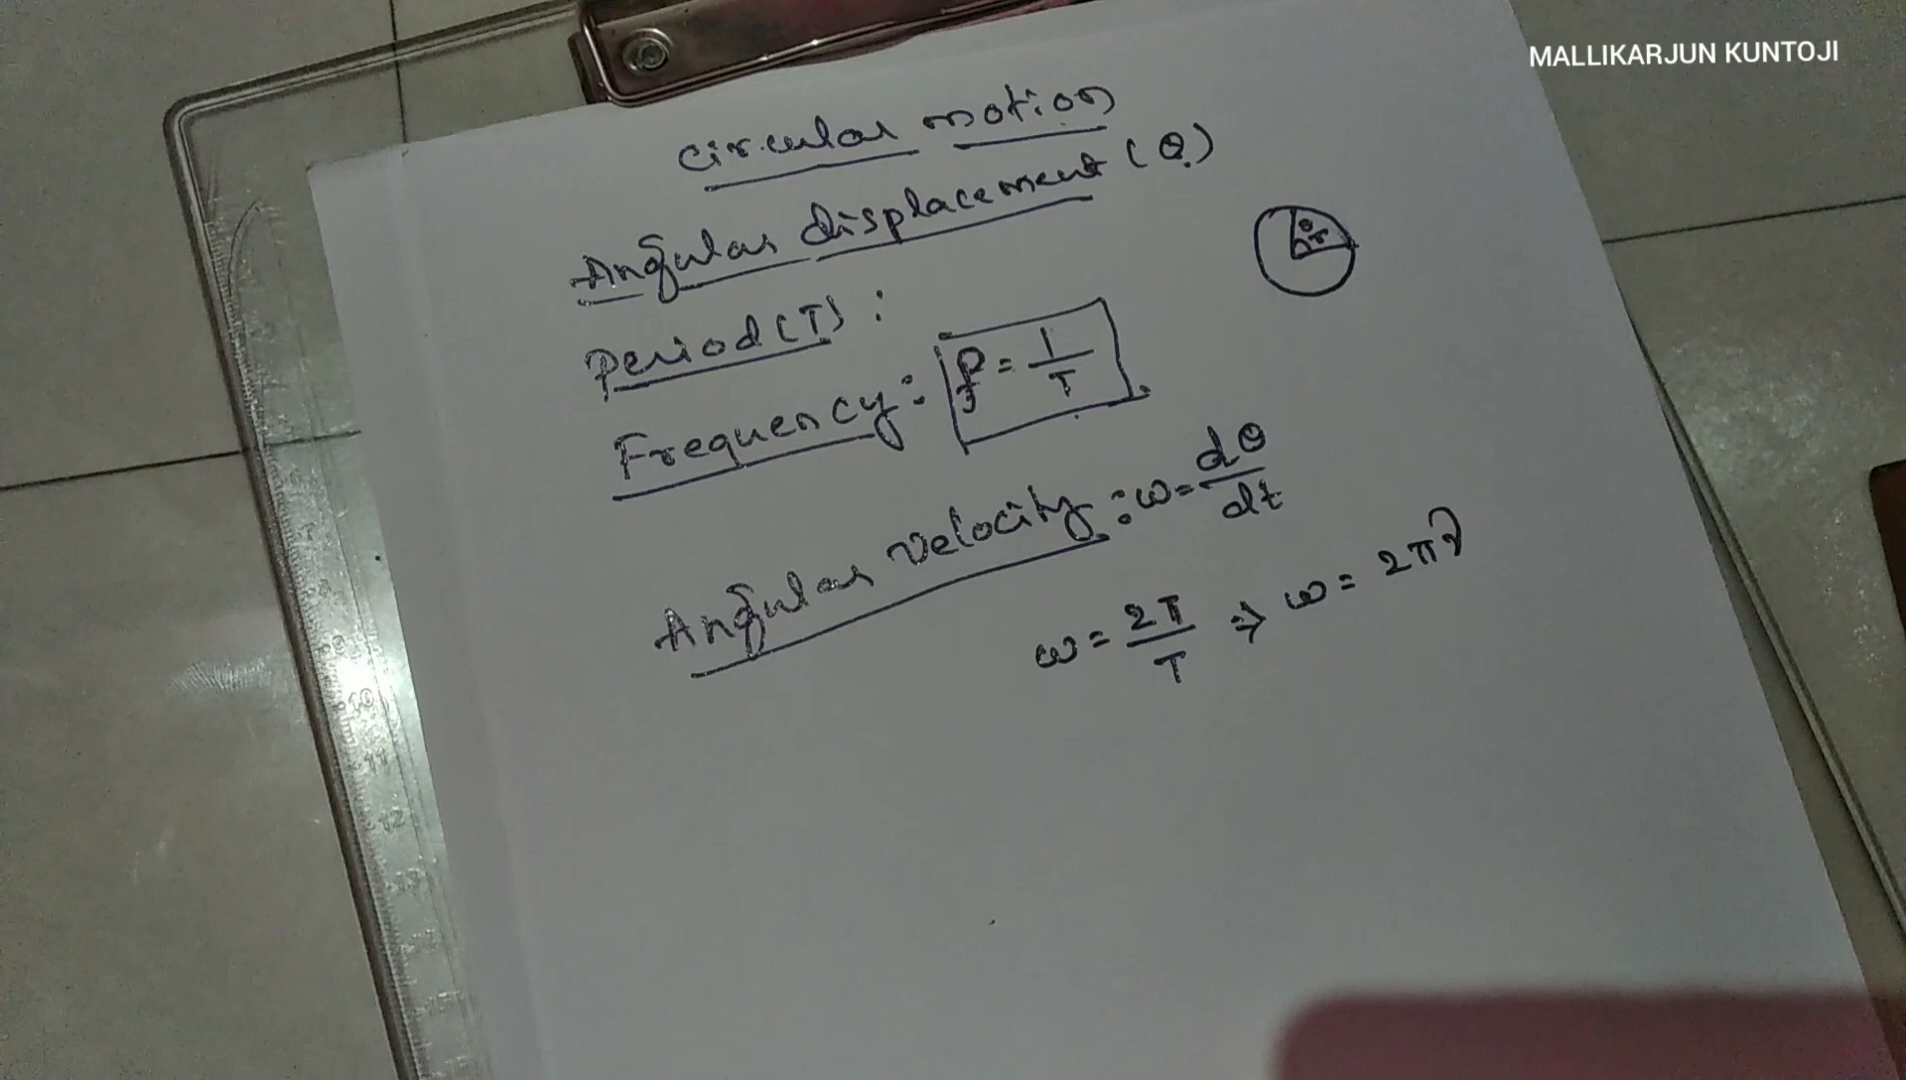 MALLIKARJUN KUNTOJI
Circular motion
Angular displacement (θ)
Period (T) :
Frequency : f = 1/T
Angular velocity : ω = dθ/dt
ω = 2π/T ⇒ ω = 2πν